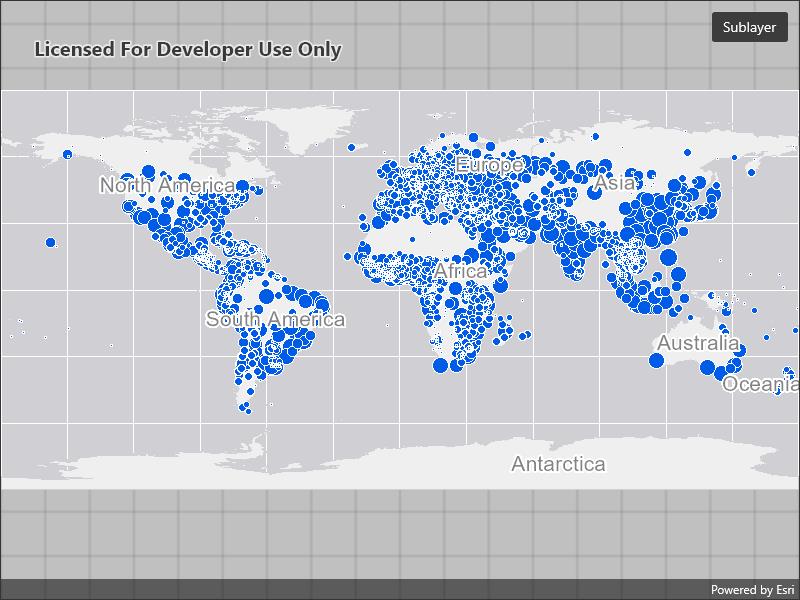 Sublayer
Licensed For Developer Use Only
Europe
North America
Asia
Africa
South America
Australia
Oceania
Antarctica
Powered by Esri